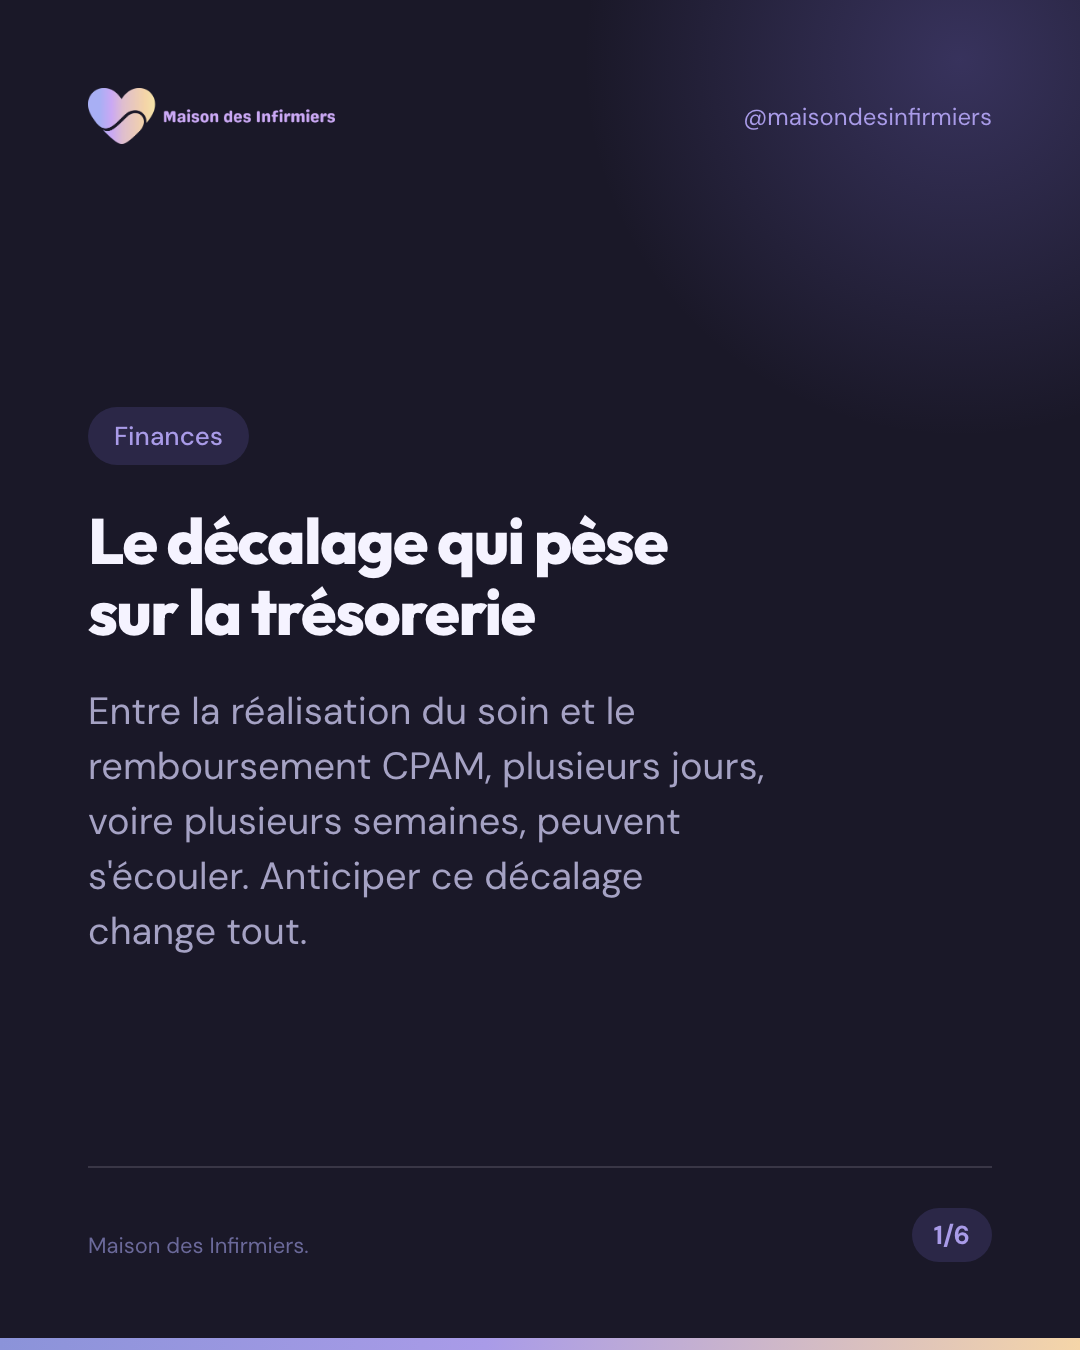 Maison des Infirmiers
@maisondesinfirmiers
Finances
Le décalage qui pèse
sur la trésorerie
Entre la réalisation du soin et le
remboursement CPAM, plusieurs jours,
voire plusieurs semaines, peuvent
s'écouler. Anticiper ce décalage
change tout.
Maison des Infirmiers.
1/6